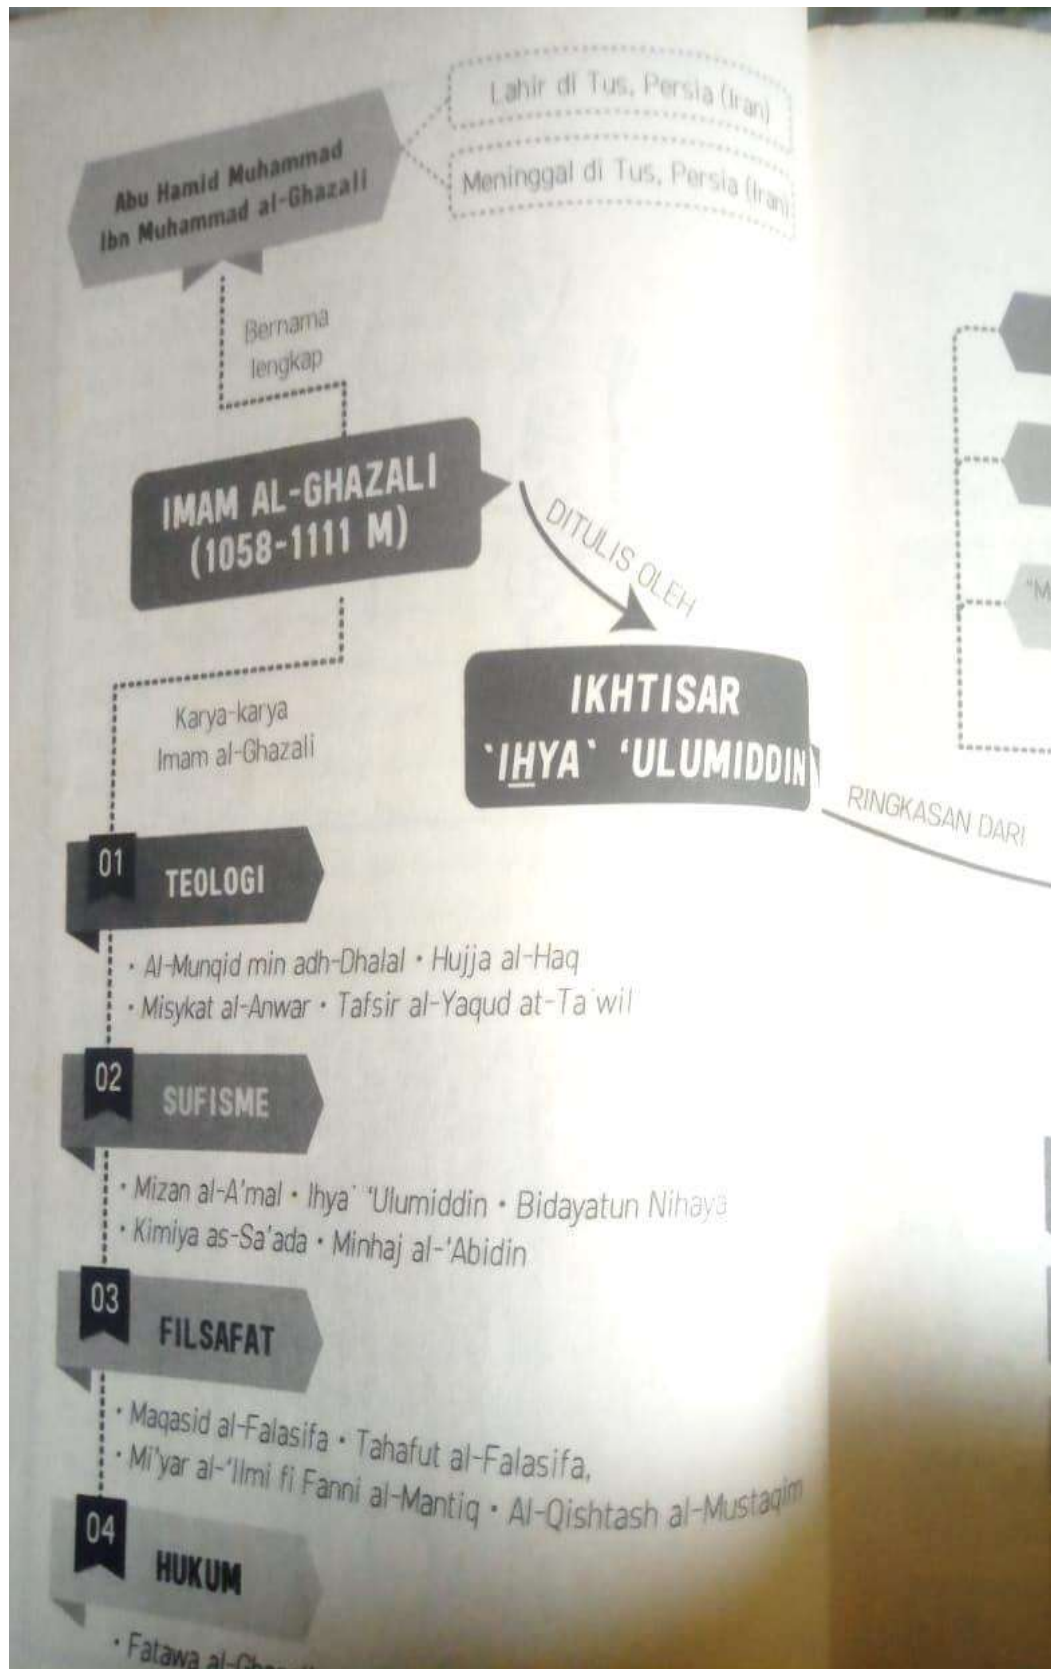 Lahir di Tus, Persia (Iran)
Meninggal di Tus, Persia (Iran)
Abu Hamid Muhammad
Ibn Muhammad al-Ghazali
Bernama
lengkap
IMAM AL-GHAZALI
(1058-1111 M)
DITULIS OLEH
IKHTISAR
`IHYA` ‘ULUMIDDIN
RINGKASAN DARI
Karya-karya
Imam al-Ghazali
01
TEOLOGI
• Al-Munqid min adh-Dhalal • Hujja al-Haq
• Misykat al-Anwar • Tafsir al-Yaqud at-Ta`wil
02
SUFISME
• Mizan al-A'mal • Ihya` ‘Ulumiddin • Bidayatun Nihaya
• Kimiya as-Sa'ada • Minhaj al-‘Abidin
03
FILSAFAT
• Maqasid al-Falasifa • Tahafut al-Falasifa,
• Mi'yar al-‘Ilmi fi Fanni al-Mantiq • Al-Qishtash al-Mustaqim
04
HUKUM
• Fatawa
"M